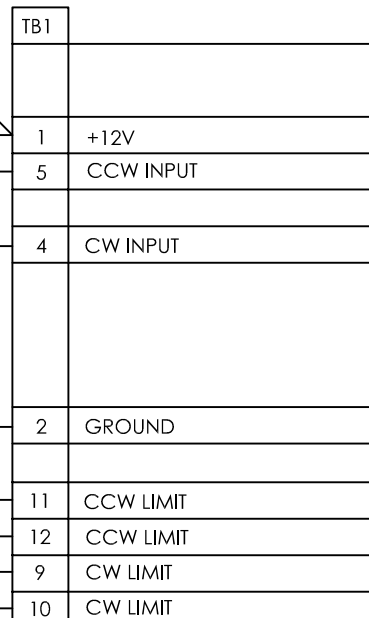 TB1
1 +12V
5 CCW INPUT
4 CW INPUT
2 GROUND
11 CCW LIMIT
12 CCW LIMIT
9 CW LIMIT
10 CW LIMIT